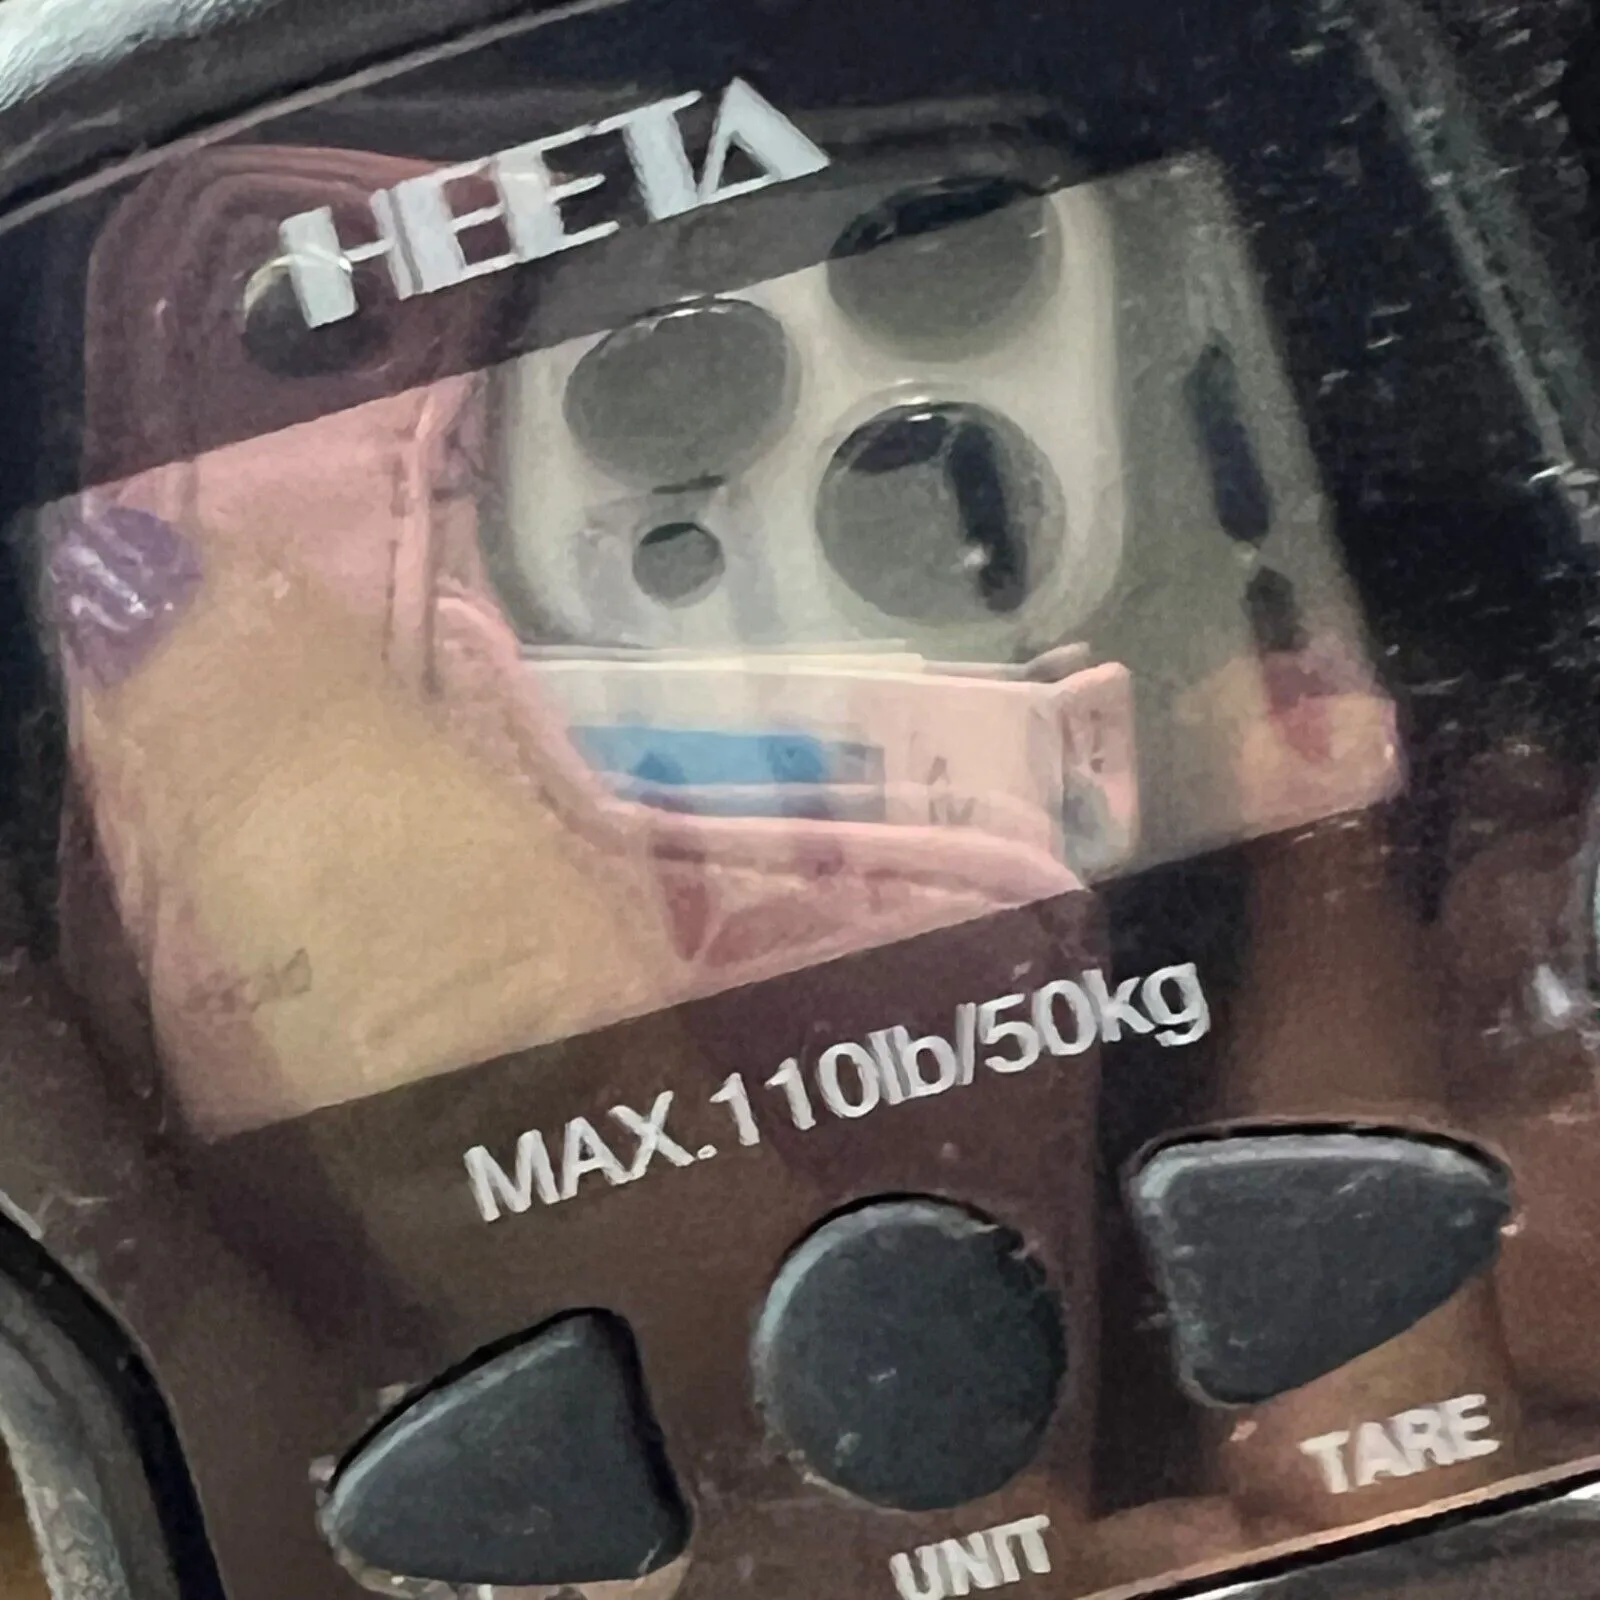 HEETA
MAX.110lb/50kg
TARE
UNIT